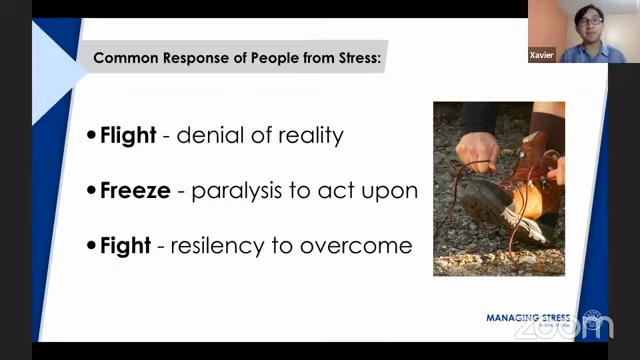 Common Response of People from Stress:
Xavier
•Flight - denial of reality
•Freeze - paralysis to act upon
•Fight - resilency to overcome
MANAGING STRESS
zoom